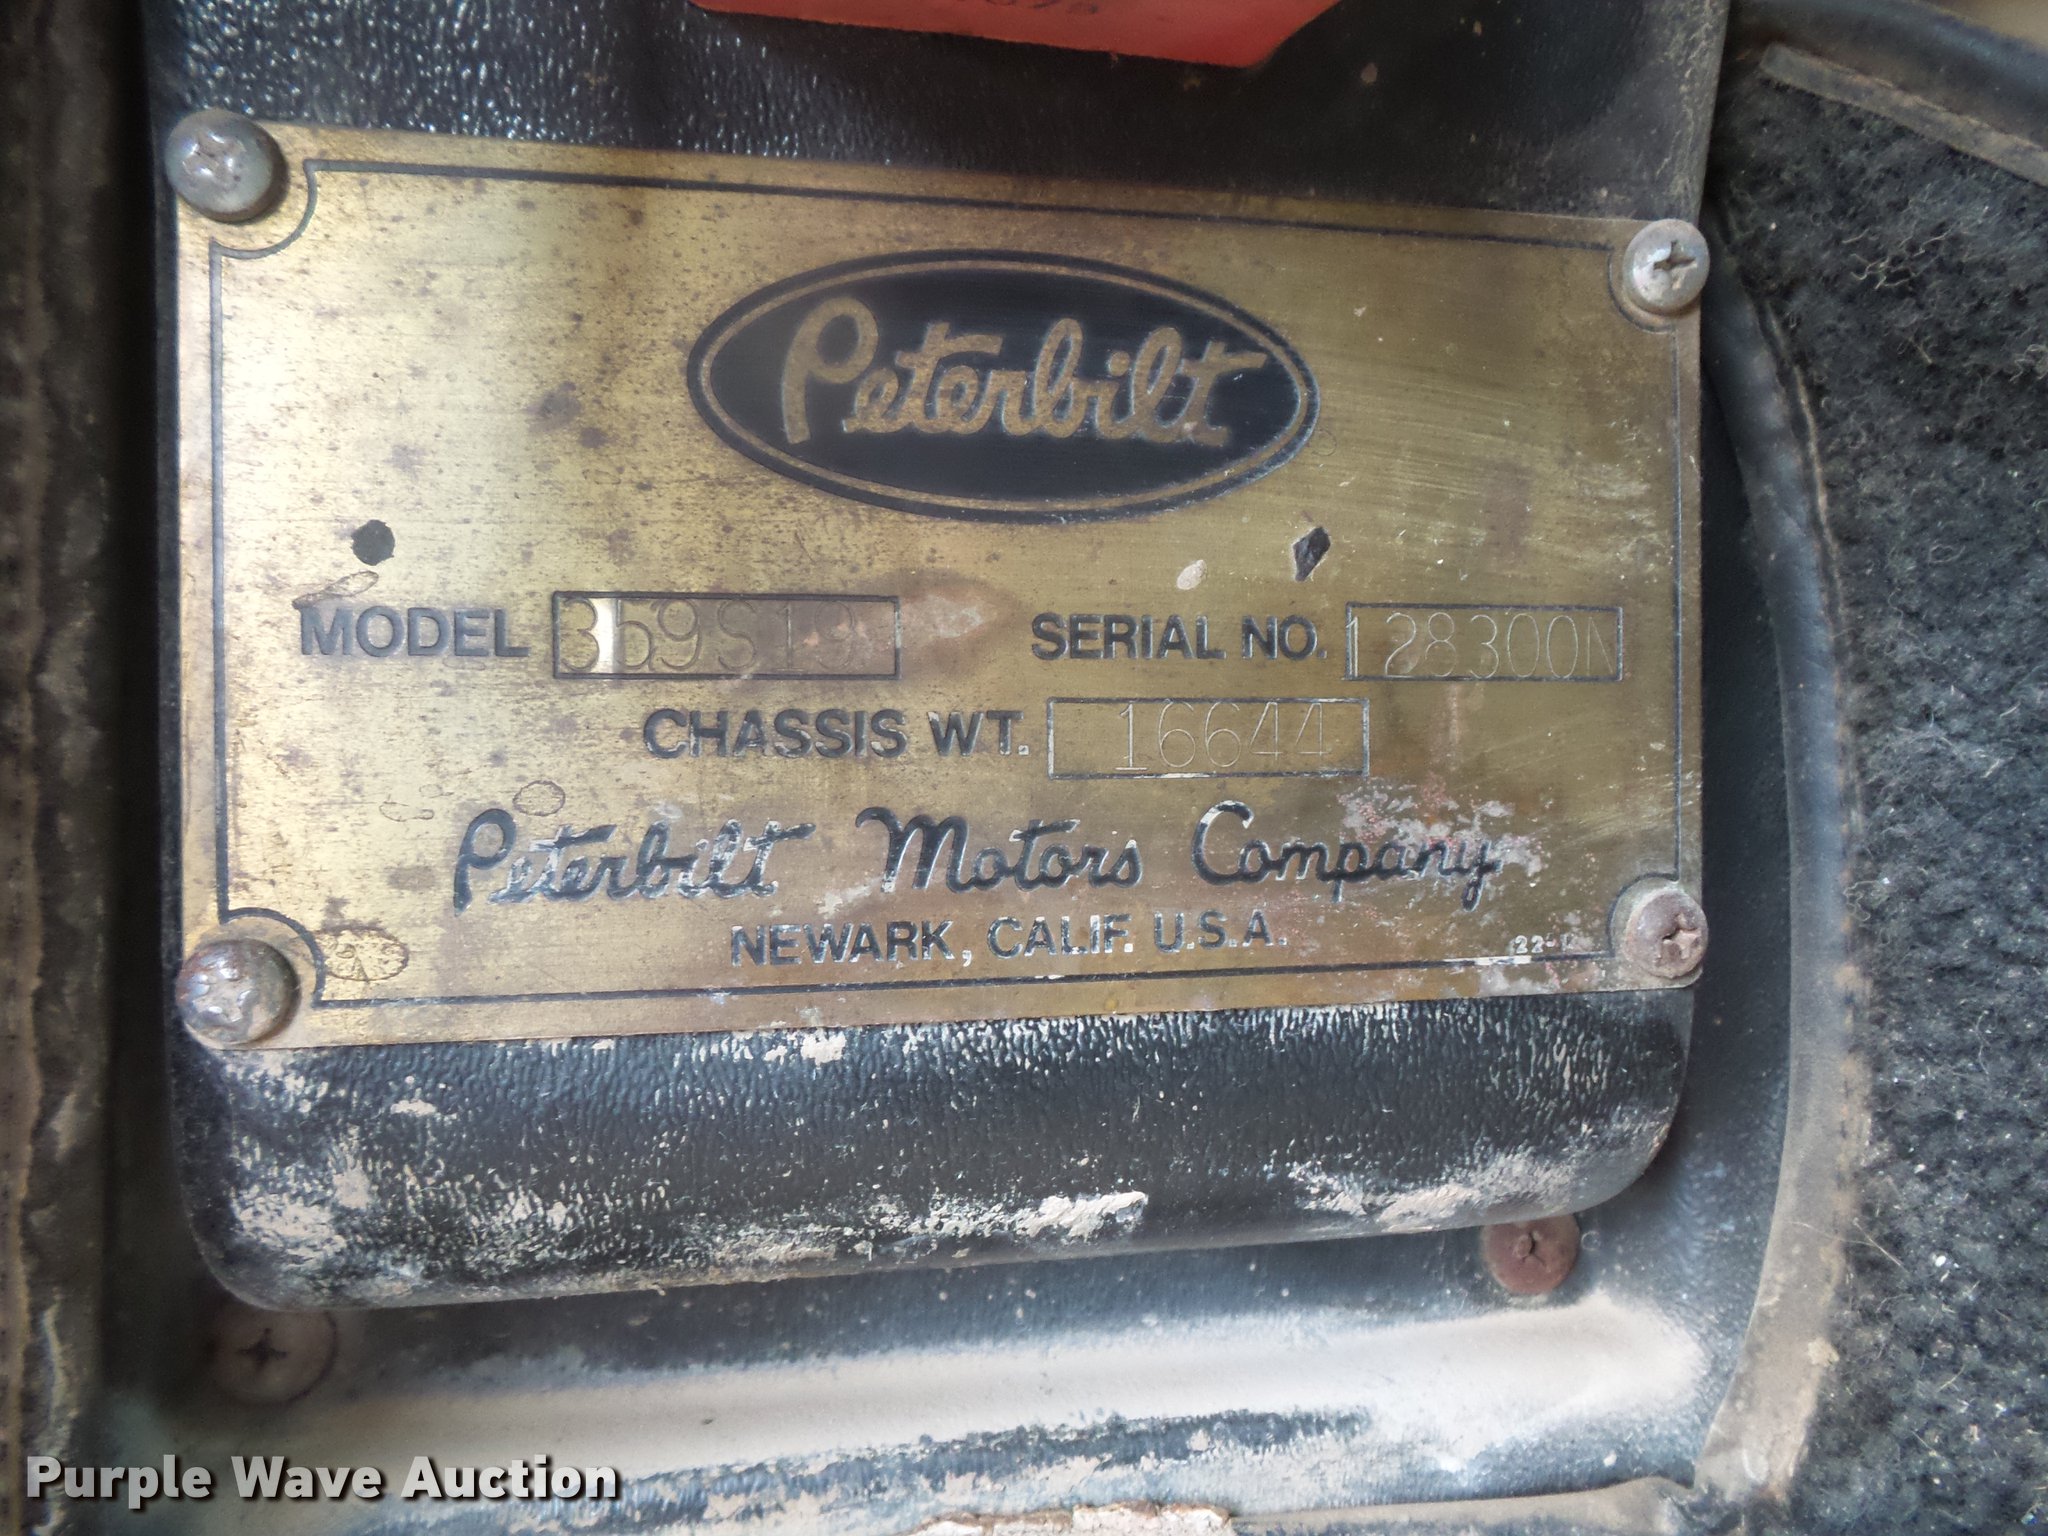 Peterbilt
MODEL 359S19 SERIAL NO. 128300N
CHASSIS WT. 16644
Peterbilt Motors Company
NEWARK, CALIF. U.S.A.
Purple Wave Auction